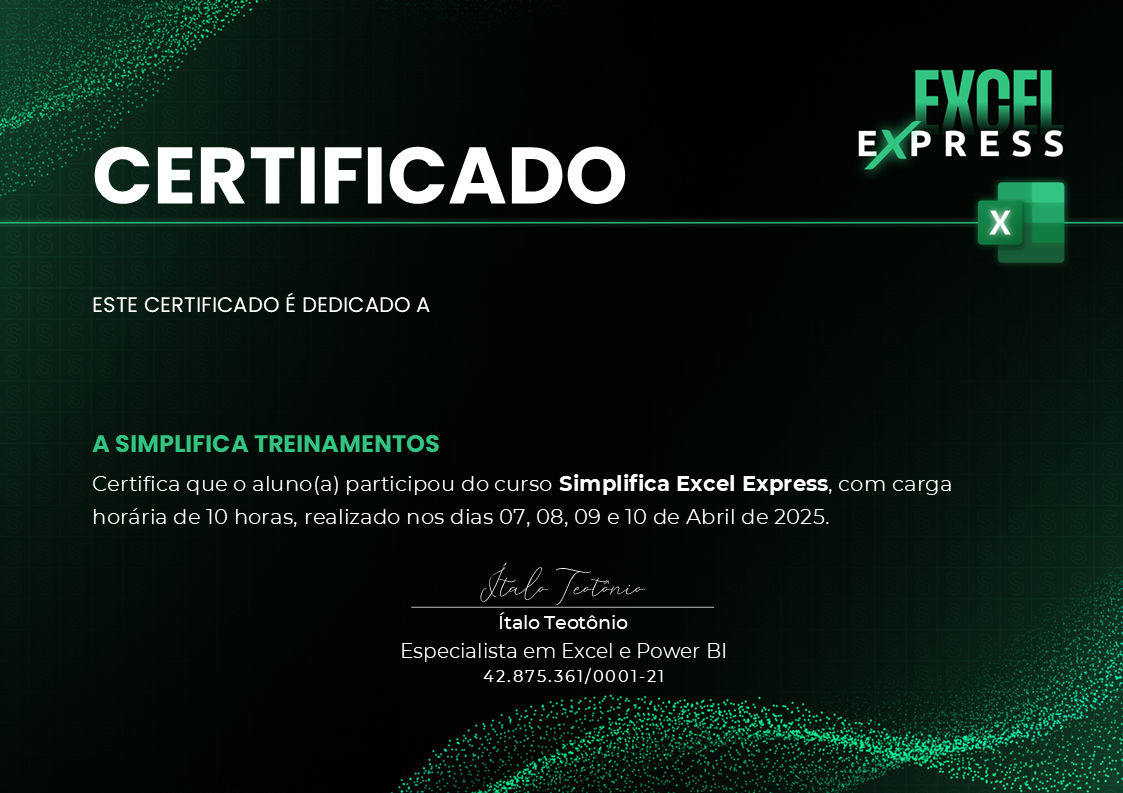 EXCEL
EXPRESS
CERTIFICADO
X
ESTE CERTIFICADO É DEDICADO A
A SIMPLIFICA TREINAMENTOS
Certifica que o aluno(a) participou do curso Simplifica Excel Express, com carga
horária de 10 horas, realizado nos dias 07, 08, 09 e 10 de Abril de 2025.
Ítalo Teotônio
Ítalo Teotônio
Especialista em Excel e Power BI
42.875.361/0001-21